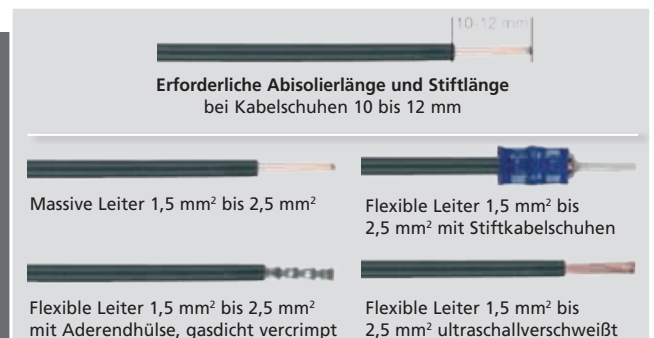 10-12 mm
Erforderliche Abisolierlänge und Stiftlänge
bei Kabelschuhen 10 bis 12 mm
Massive Leiter 1,5 mm² bis 2,5 mm²
Flexible Leiter 1,5 mm² bis
2,5 mm² mit Stiftkabelschuhen
Flexible Leiter 1,5 mm² bis 2,5 mm²
mit Aderendhülse, gasdicht vercrimpt
Flexible Leiter 1,5 mm² bis
2,5 mm² ultraschallverschweißt